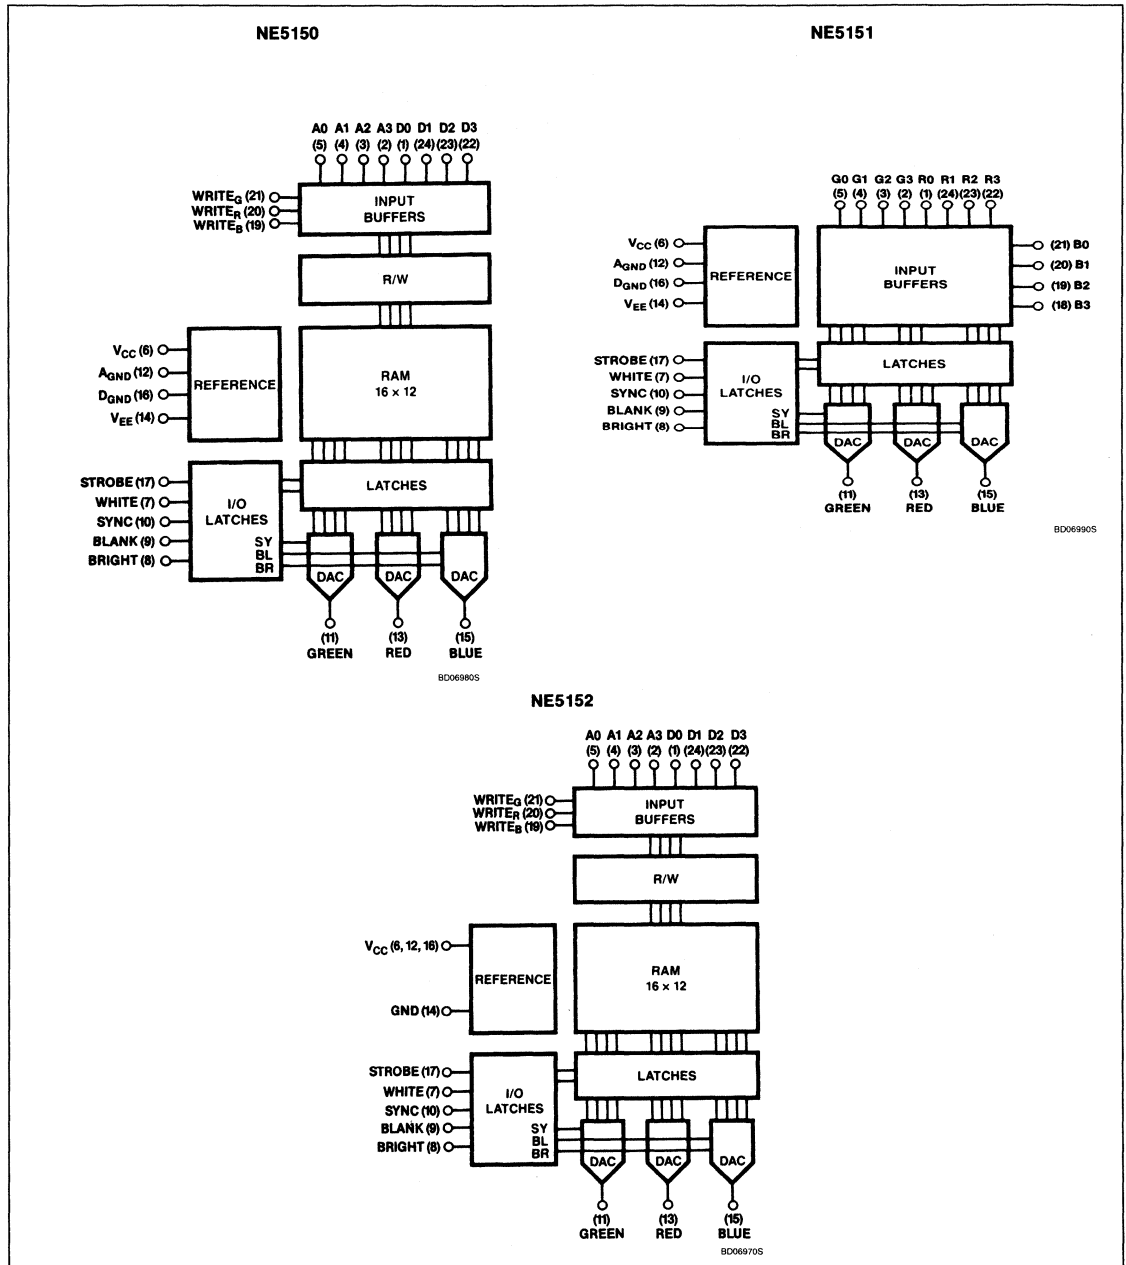 NE5150
NE5151
A0 A1 A2 A3 D0 D1 D2 D3
(5) (4) (3) (2) (1) (24) (23) (22)
WRITEG (21)
WRITER (20)
WRITEB (19)
INPUT
BUFFERS
R/W
VCC (6)
AGND (12)
DGND (16)
VEE (14)
REFERENCE
RAM
16 × 12
STROBE (17)
WHITE (7)
SYNC (10)
BLANK (9)
BRIGHT (8)
I/O
LATCHES
SY
BL
BR
LATCHES
DAC DAC DAC
(11) (13) (15)
GREEN RED BLUE
BD06980S
G0 G1 G2 G3 R0 R1 R2 R3
(5) (4) (3) (2) (1) (24) (23) (22)
VCC (6)
AGND (12)
DGND (16)
VEE (14)
REFERENCE
INPUT
BUFFERS
(21) B0
(20) B1
(19) B2
(18) B3
STROBE (17)
WHITE (7)
SYNC (10)
BLANK (9)
BRIGHT (8)
I/O
LATCHES
SY
BL
BR
LATCHES
DAC DAC DAC
(11) (13) (15)
GREEN RED BLUE
BD06990S
NE5152
A0 A1 A2 A3 D0 D1 D2 D3
(5) (4) (3) (2) (1) (24) (23) (22)
WRITEG (21)
WRITER (20)
WRITEB (19)
INPUT
BUFFERS
R/W
VCC (6, 12, 16)
GND (14)
REFERENCE
RAM
16 × 12
STROBE (17)
WHITE (7)
SYNC (10)
BLANK (9)
BRIGHT (8)
I/O
LATCHES
SY
BL
BR
LATCHES
DAC DAC DAC
(11) (13) (15)
GREEN RED BLUE
BD06970S